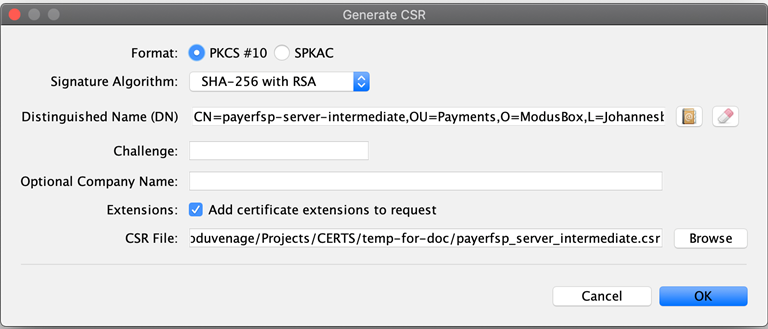 Generate CSR
Format: PKCS #10 SPKAC
Signature Algorithm: SHA-256 with RSA
Distinguished Name (DN) CN=payerfsp-server-intermediate,OU=Payments,O=ModusBox,L=Johannesb
Challenge:
Optional Company Name:
Extensions: Add certificate extensions to request
CSR File: oduvenage/Projects/CERTS/temp-for-doc/payerfsp_server_intermediate.csr Browse
Cancel OK